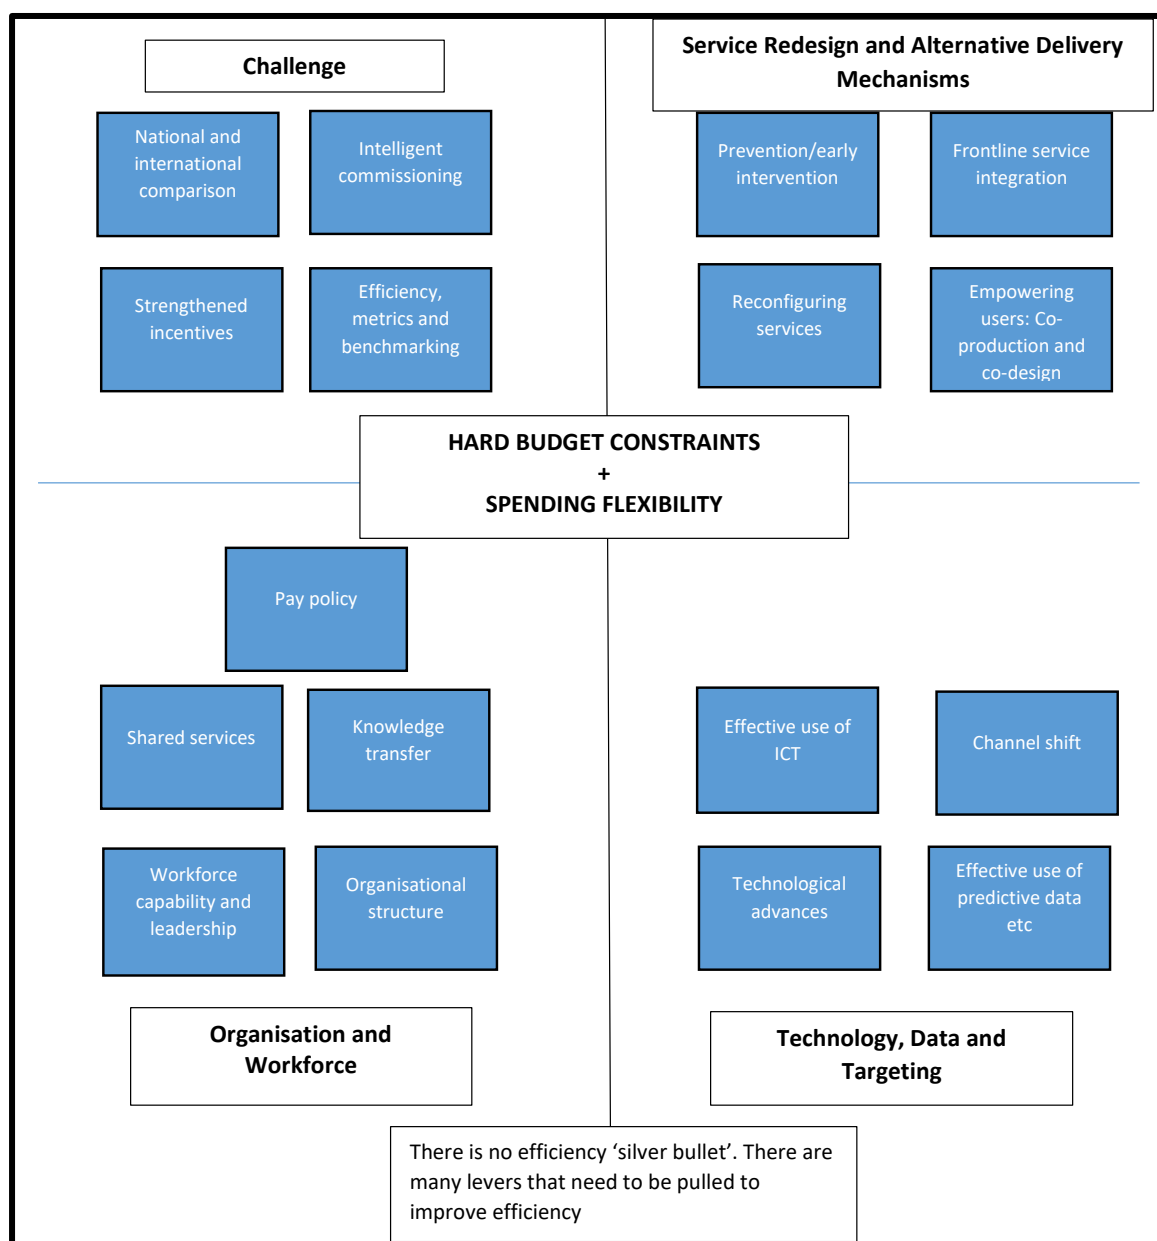 Challenge
National and
international
comparison
Intelligent
commissioning
Strengthened
incentives
Efficiency,
metrics and
benchmarking
Service Redesign and Alternative Delivery
Mechanisms
Prevention/early
intervention
Frontline service
integration
Reconfiguring
services
Empowering
users: Co-
production and
co-design
HARD BUDGET CONSTRAINTS
+
SPENDING FLEXIBILITY
Pay policy
Shared services
Knowledge
transfer
Workforce
capability and
leadership
Organisational
structure
Organisation and
Workforce
Effective use of
ICT
Channel shift
Technological
advances
Effective use of
predictive data
etc
Technology, Data and
Targeting
There is no efficiency ‘silver bullet’. There are
many levers that need to be pulled to
improve efficiency